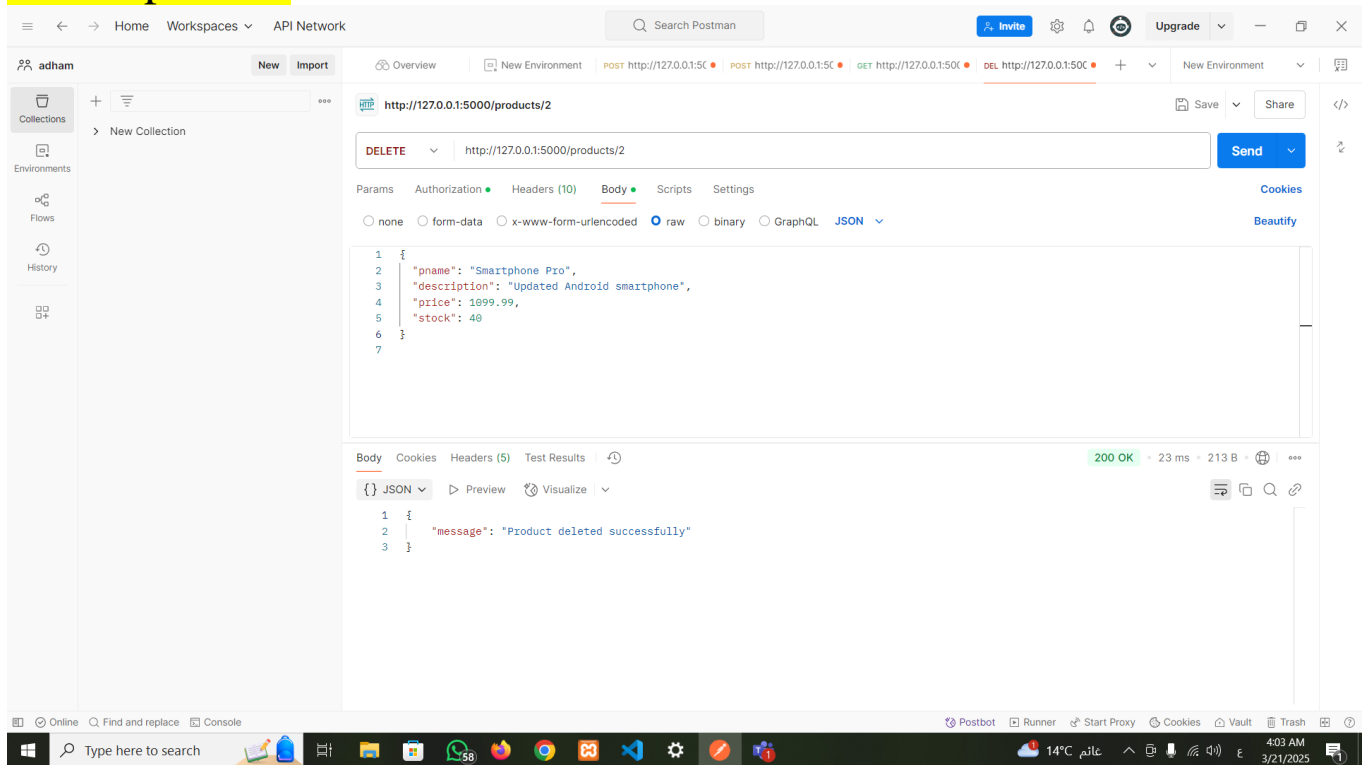 Home Workspaces API Network Search Postman Invite Upgrade
adham New Import Overview New Environment POST http://127.0.0.1:5( POST http://127.0.0.1:5( GET http://127.0.0.1:50( DEL http://127.0.0.1:500 New Environment
Collections
Environments
Flows
History
New Collection
HTTP http://127.0.0.1:5000/products/2 Save Share
DELETE http://127.0.0.1:5000/products/2 Send
Params Authorization Headers (10) Body Scripts Settings Cookies
none form-data x-www-form-urlencoded raw binary GraphQL JSON Beautify
1 {
2 "pname": "Smartphone Pro",
3 "description": "Updated Android smartphone",
4 "price": 1099.99,
5 "stock": 40
6 }
7
Body Cookies Headers (5) Test Results 200 OK 23 ms 213 B
{} JSON Preview Visualize
1 {
2 "message": "Product deleted successfully"
3 }
Online Find and replace Console Postbot Runner Start Proxy Cookies Vault Trash
Type here to search 58 1 1 14°C غائم ع 4:03 AM 1
3/21/2025